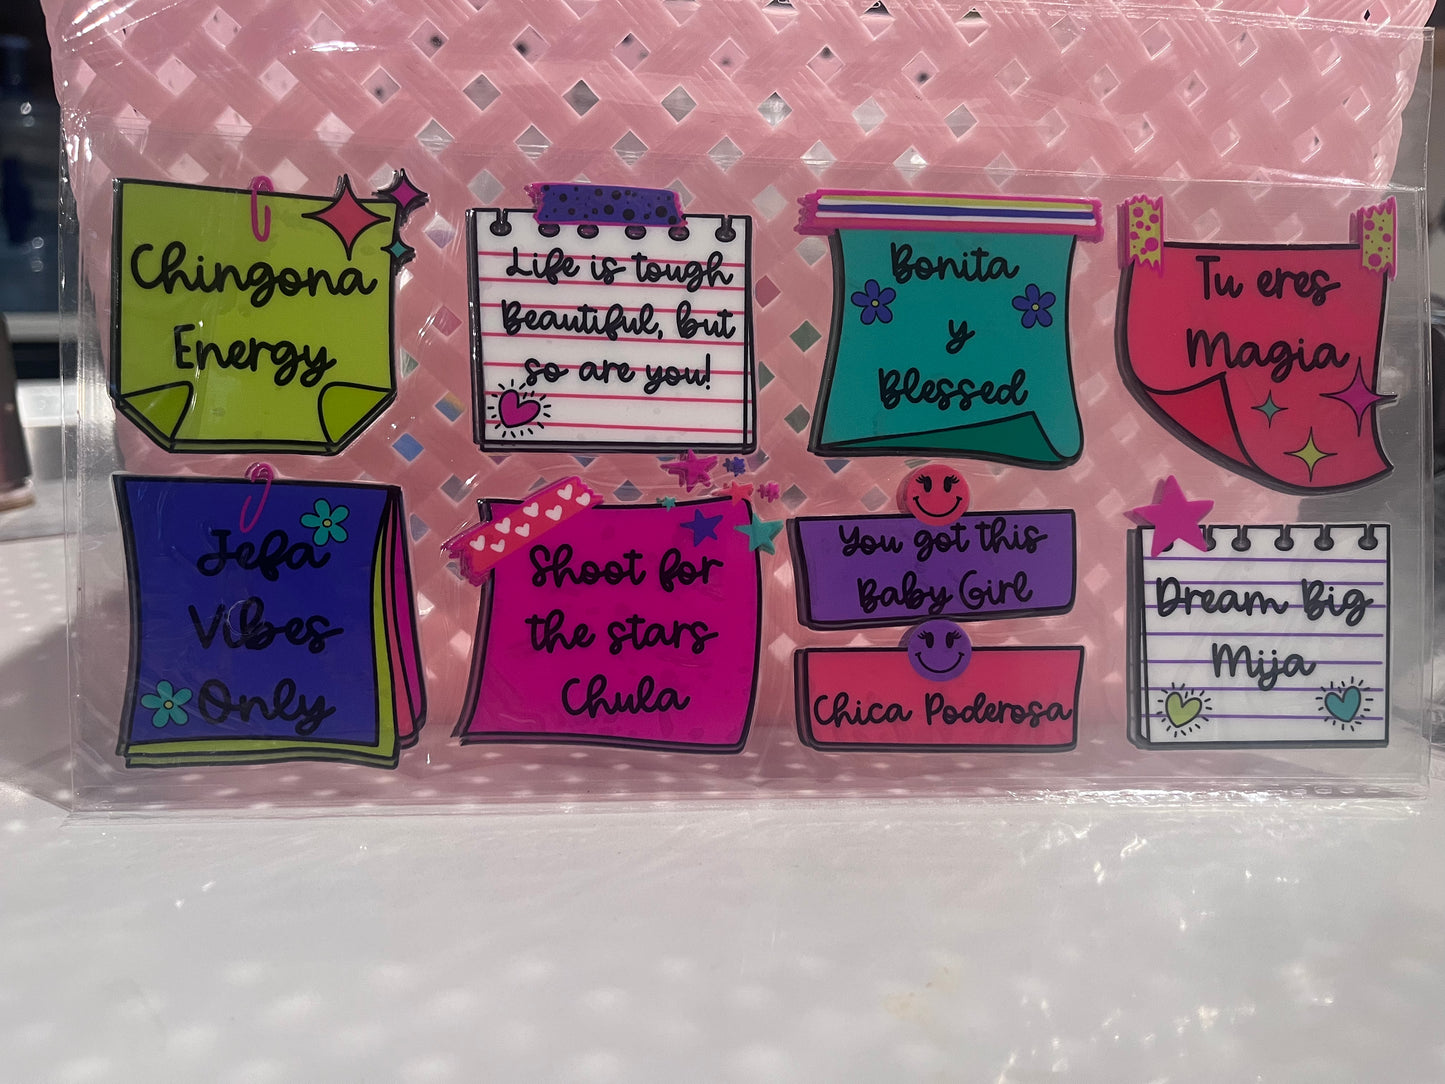 Chingona
Energy
Life is tough
Beautiful, but
so are you!
Bonita
y
Blessed
Tu eres
Magia
Jefa
Vibes
Only
Shoot for
the stars
Chula
You got this
Baby Girl
Chica Poderosa
Dream Big
Mija